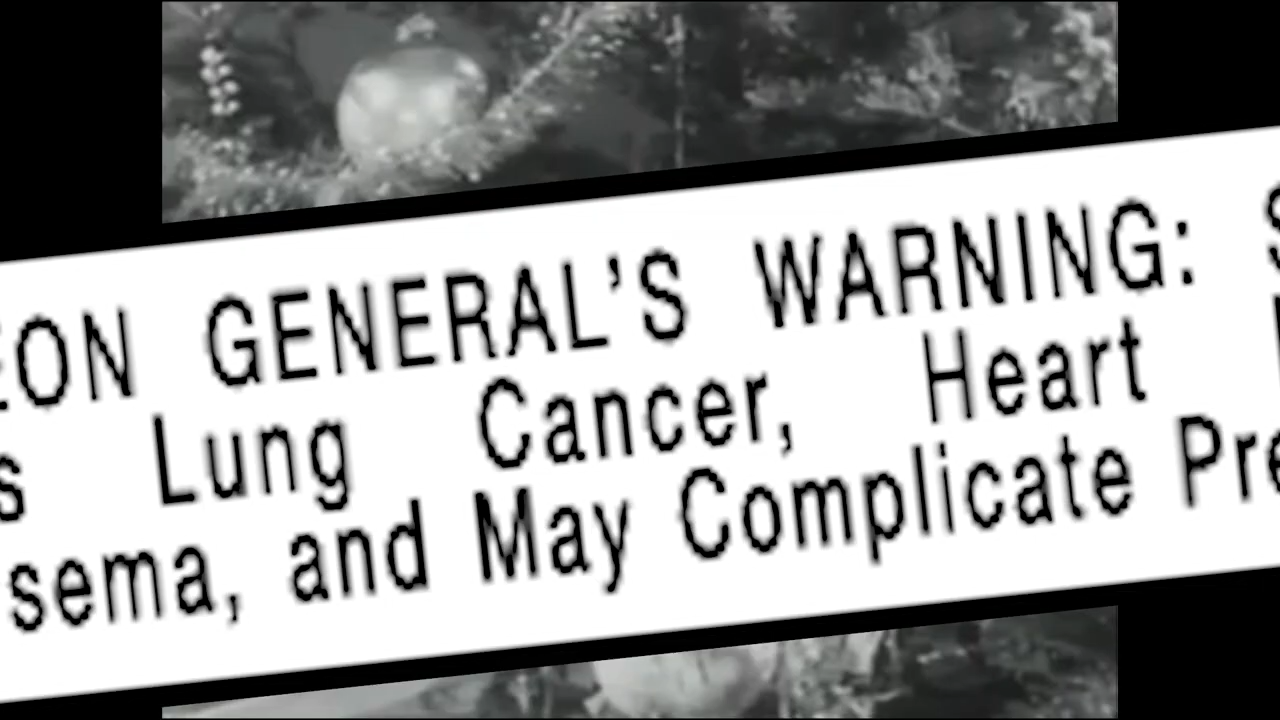 EON GENERAL'S WARNING: S
s Lung Cancer, Heart
sema, and May Complicate Pre